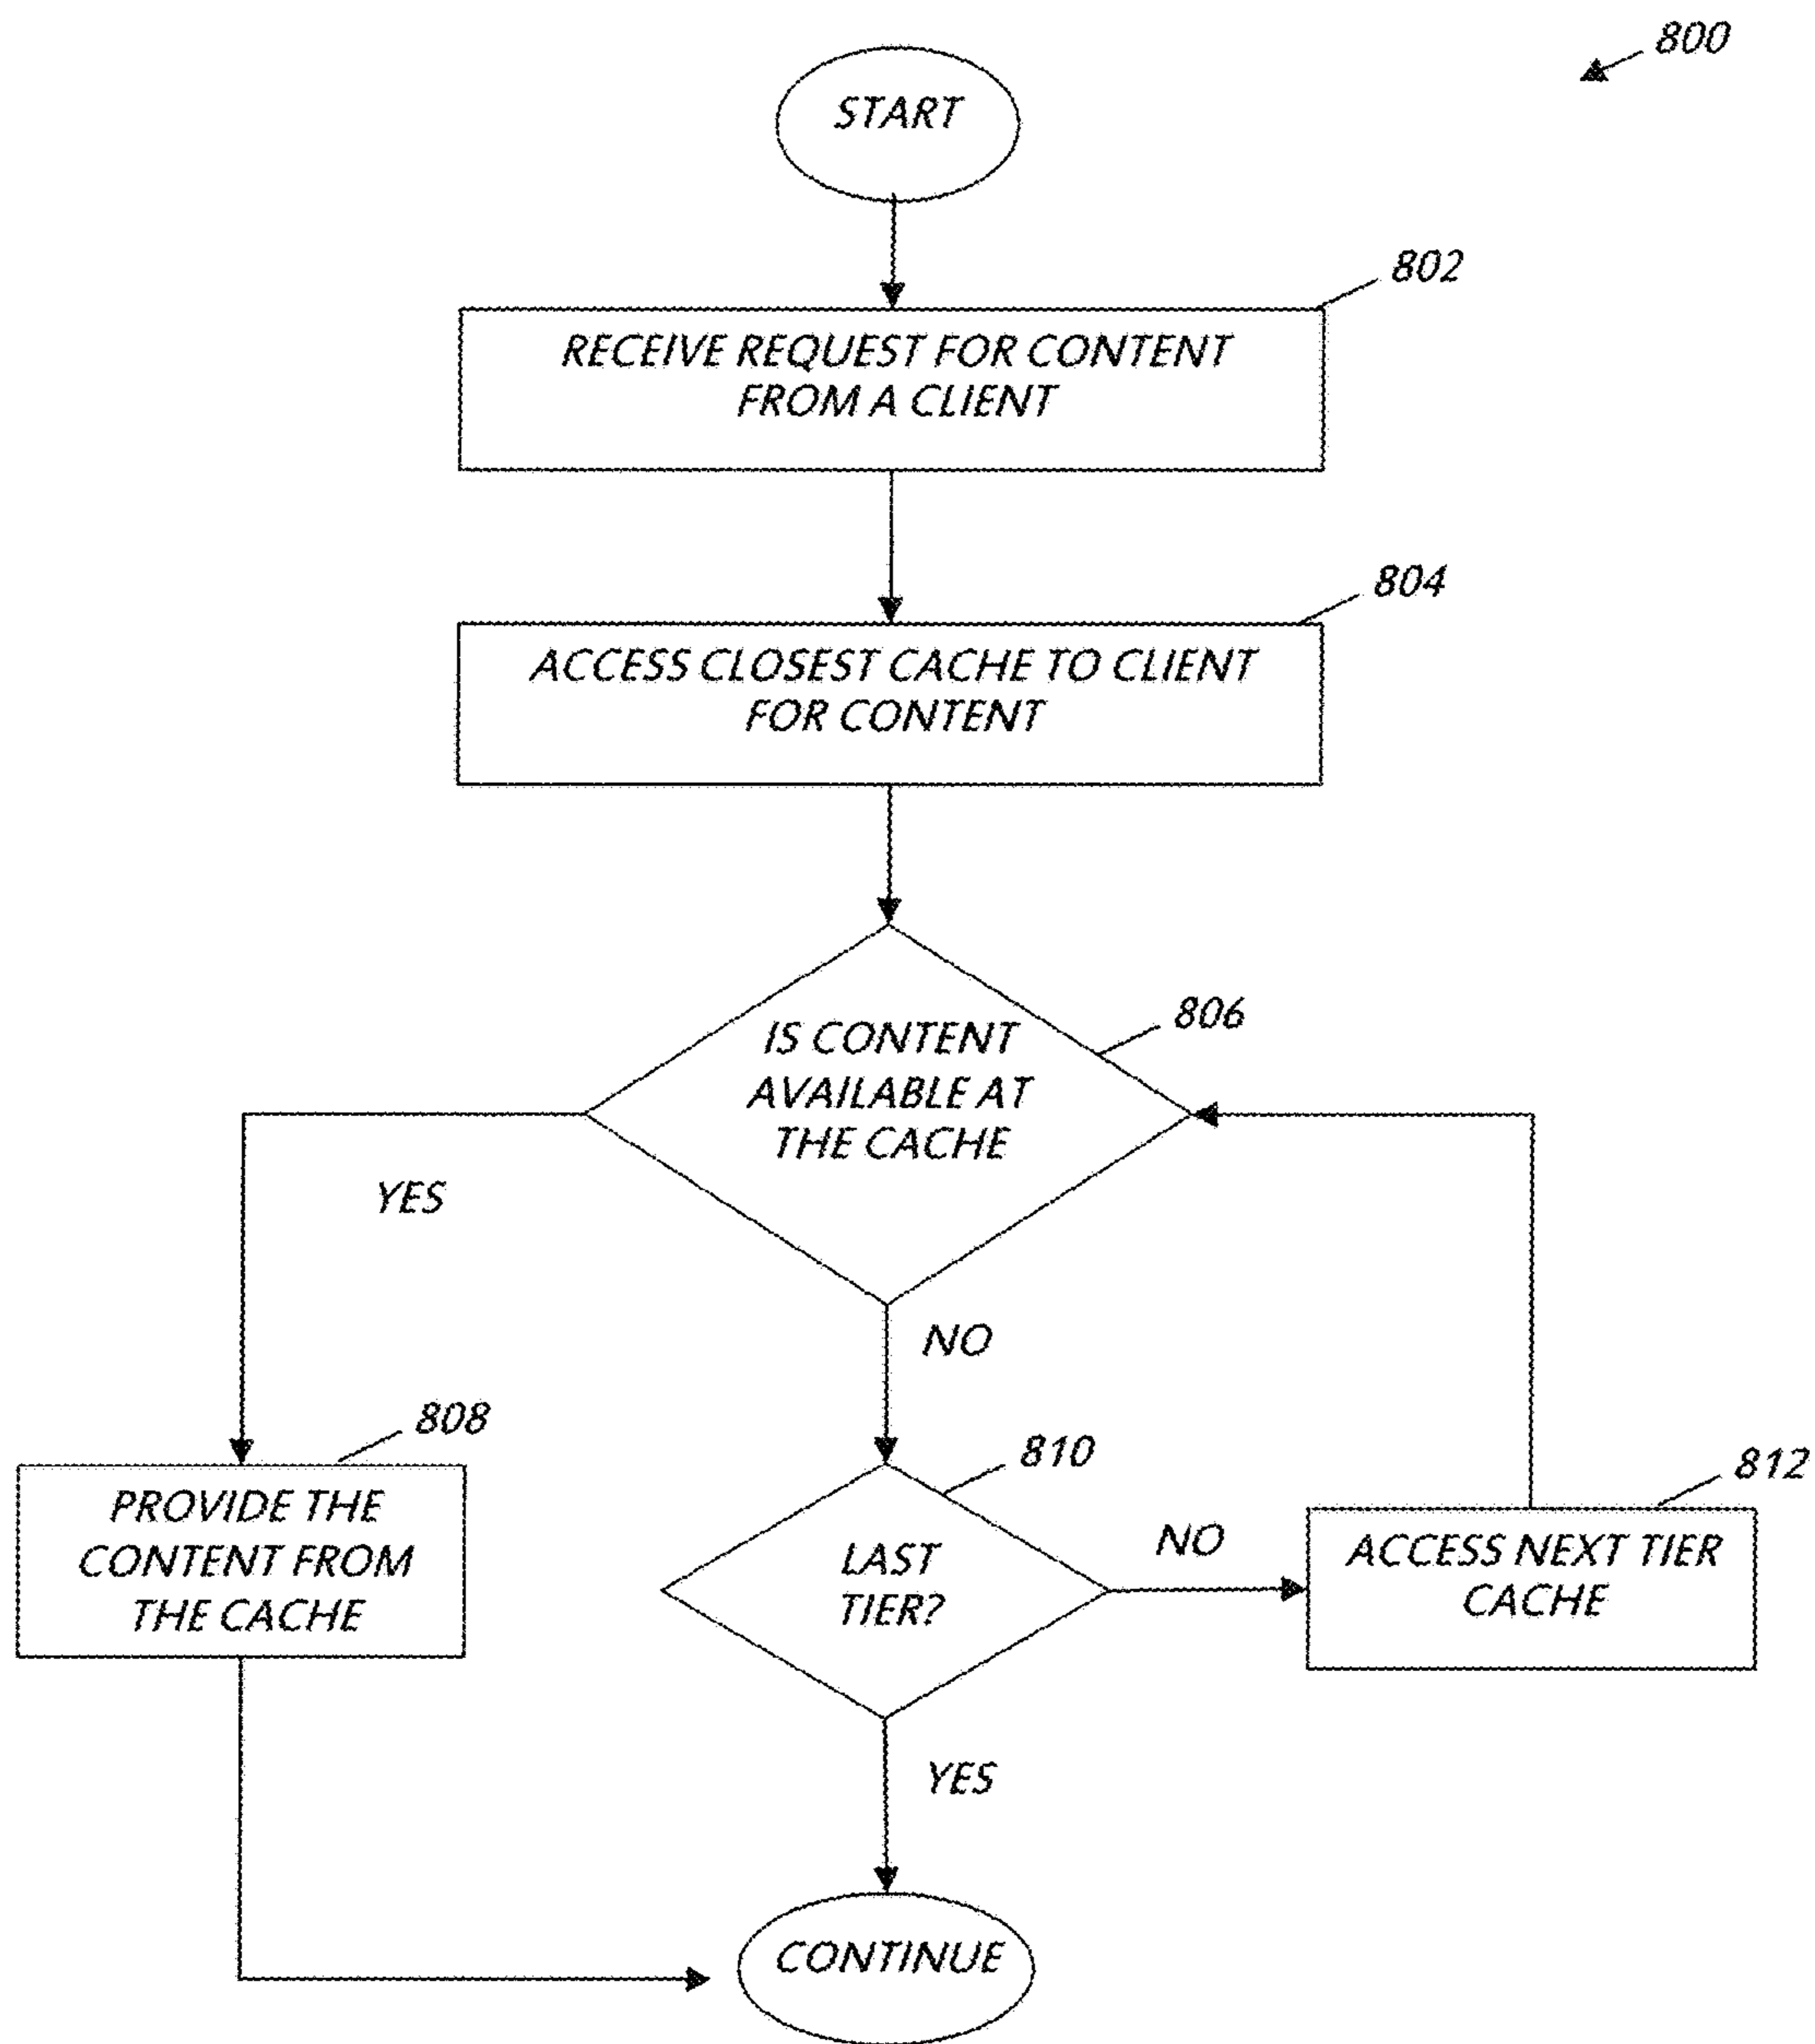 800
START
802
RECEIVE REQUEST FOR CONTENT
FROM A CLIENT
804
ACCESS CLOSEST CACHE TO CLIENT
FOR CONTENT
806
IS CONTENT
AVAILABLE AT
THE CACHE
YES
NO
808
PROVIDE THE
CONTENT FROM
THE CACHE
810
LAST
TIER?
NO
812
ACCESS NEXT TIER
CACHE
YES
CONTINUE